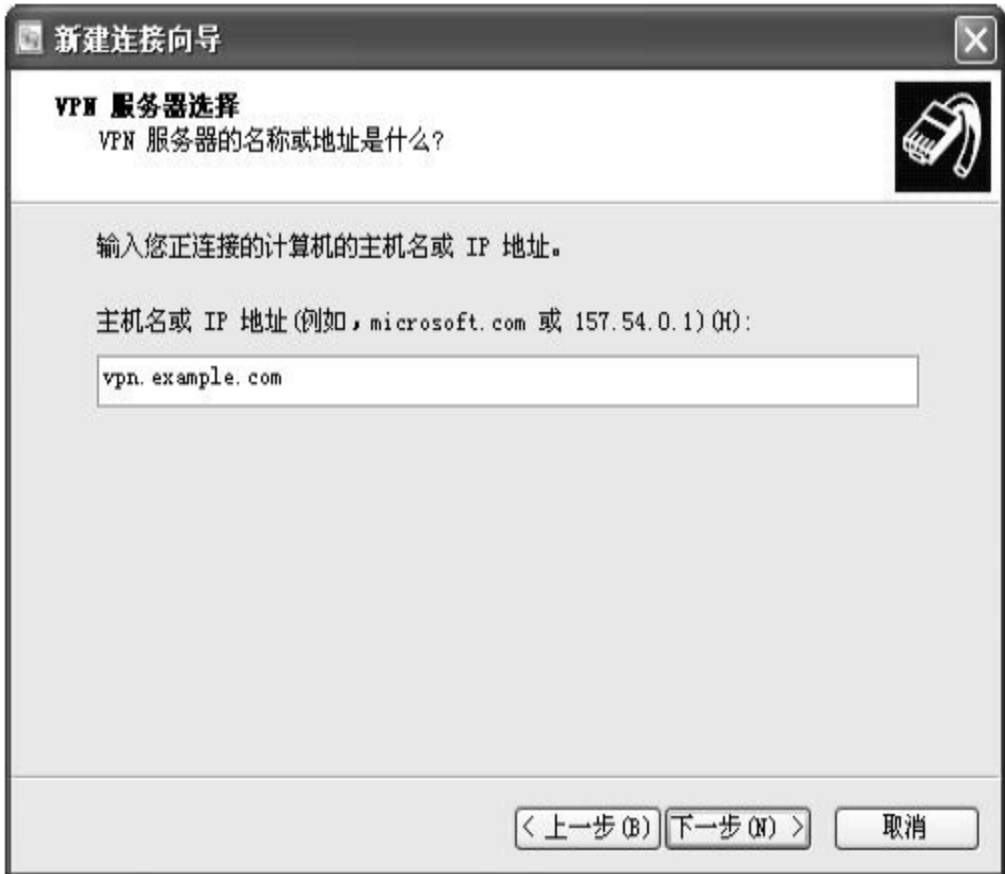 新建连接向导
VPN 服务器选择
VPN 服务器的名称或地址是什么?
输入您正连接的计算机的主机名或 IP 地址。
主机名或 IP 地址(例如，microsoft.com 或 157.54.0.1)(H):
vpn.example.com
< 上一步(B)
下一步(N) >
取消